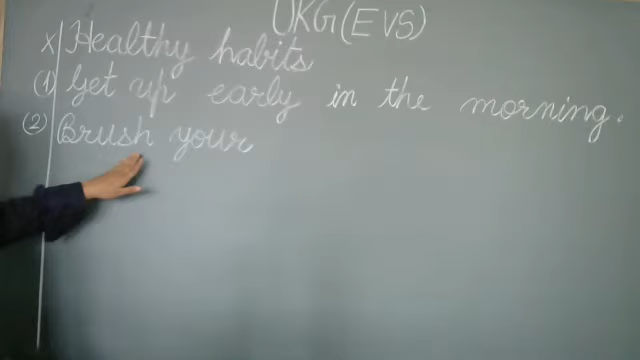 UKG (EVS)
x Healthy habits
(1) Get up early in the morning.
(2) Brush your